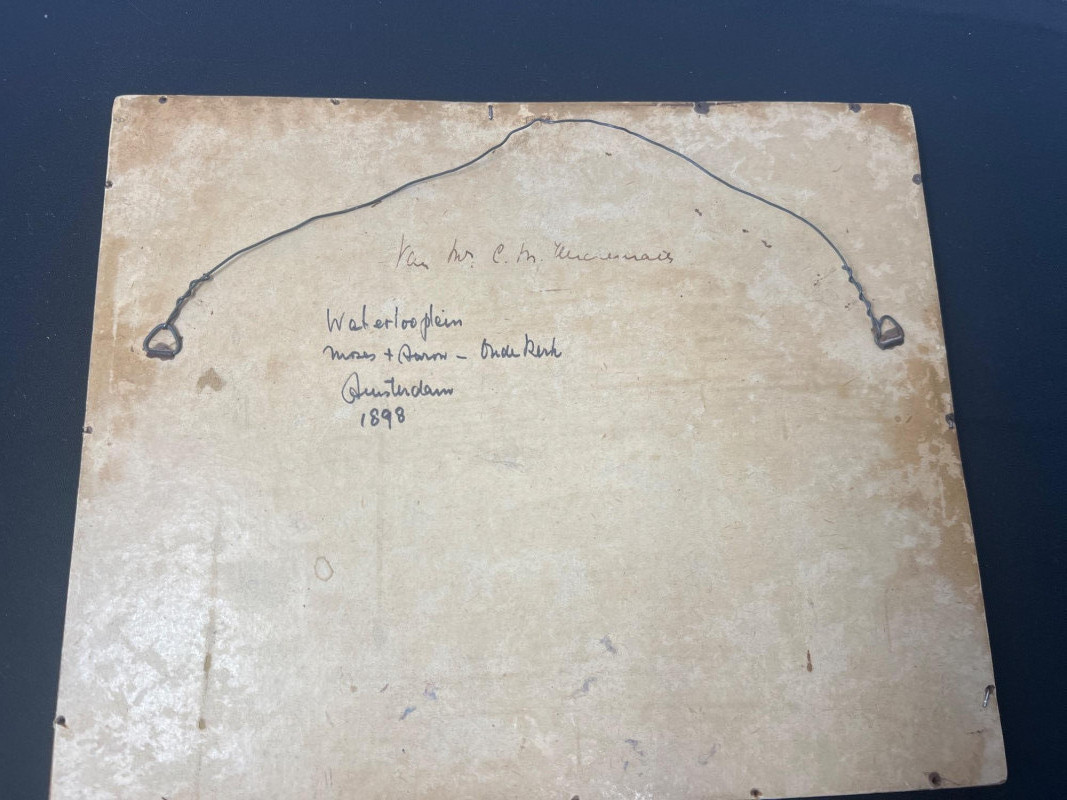 Van Mr. C. M.
Waterlooplein
Mozes + Aaron - Oude Kerk
Amsterdam
1898